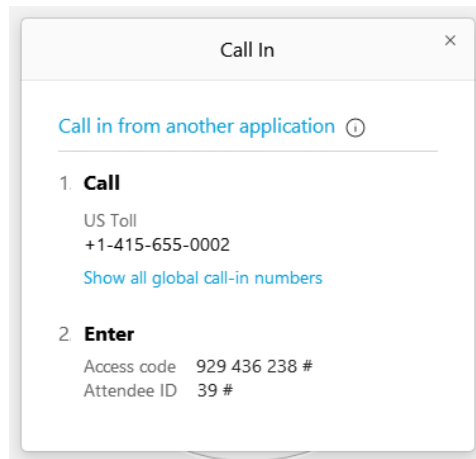 Call In
×
Call in from another application
1. Call
US Toll
+1-415-655-0002
Show all global call-in numbers
2. Enter
Access code 929 436 238 #
Attendee ID 39 #